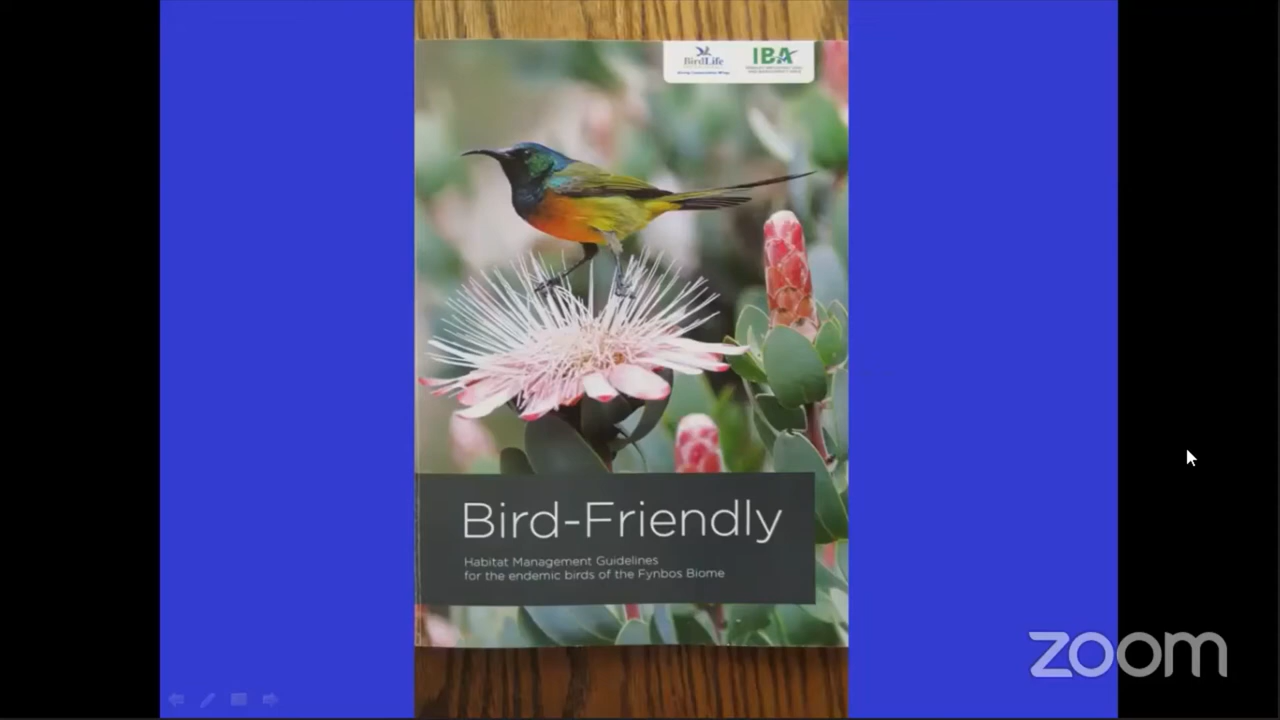 BirdLife
IBA
Bird-Friendly
Habitat Management Guidelines
for the endemic birds of the Fynbos Biome
zoom